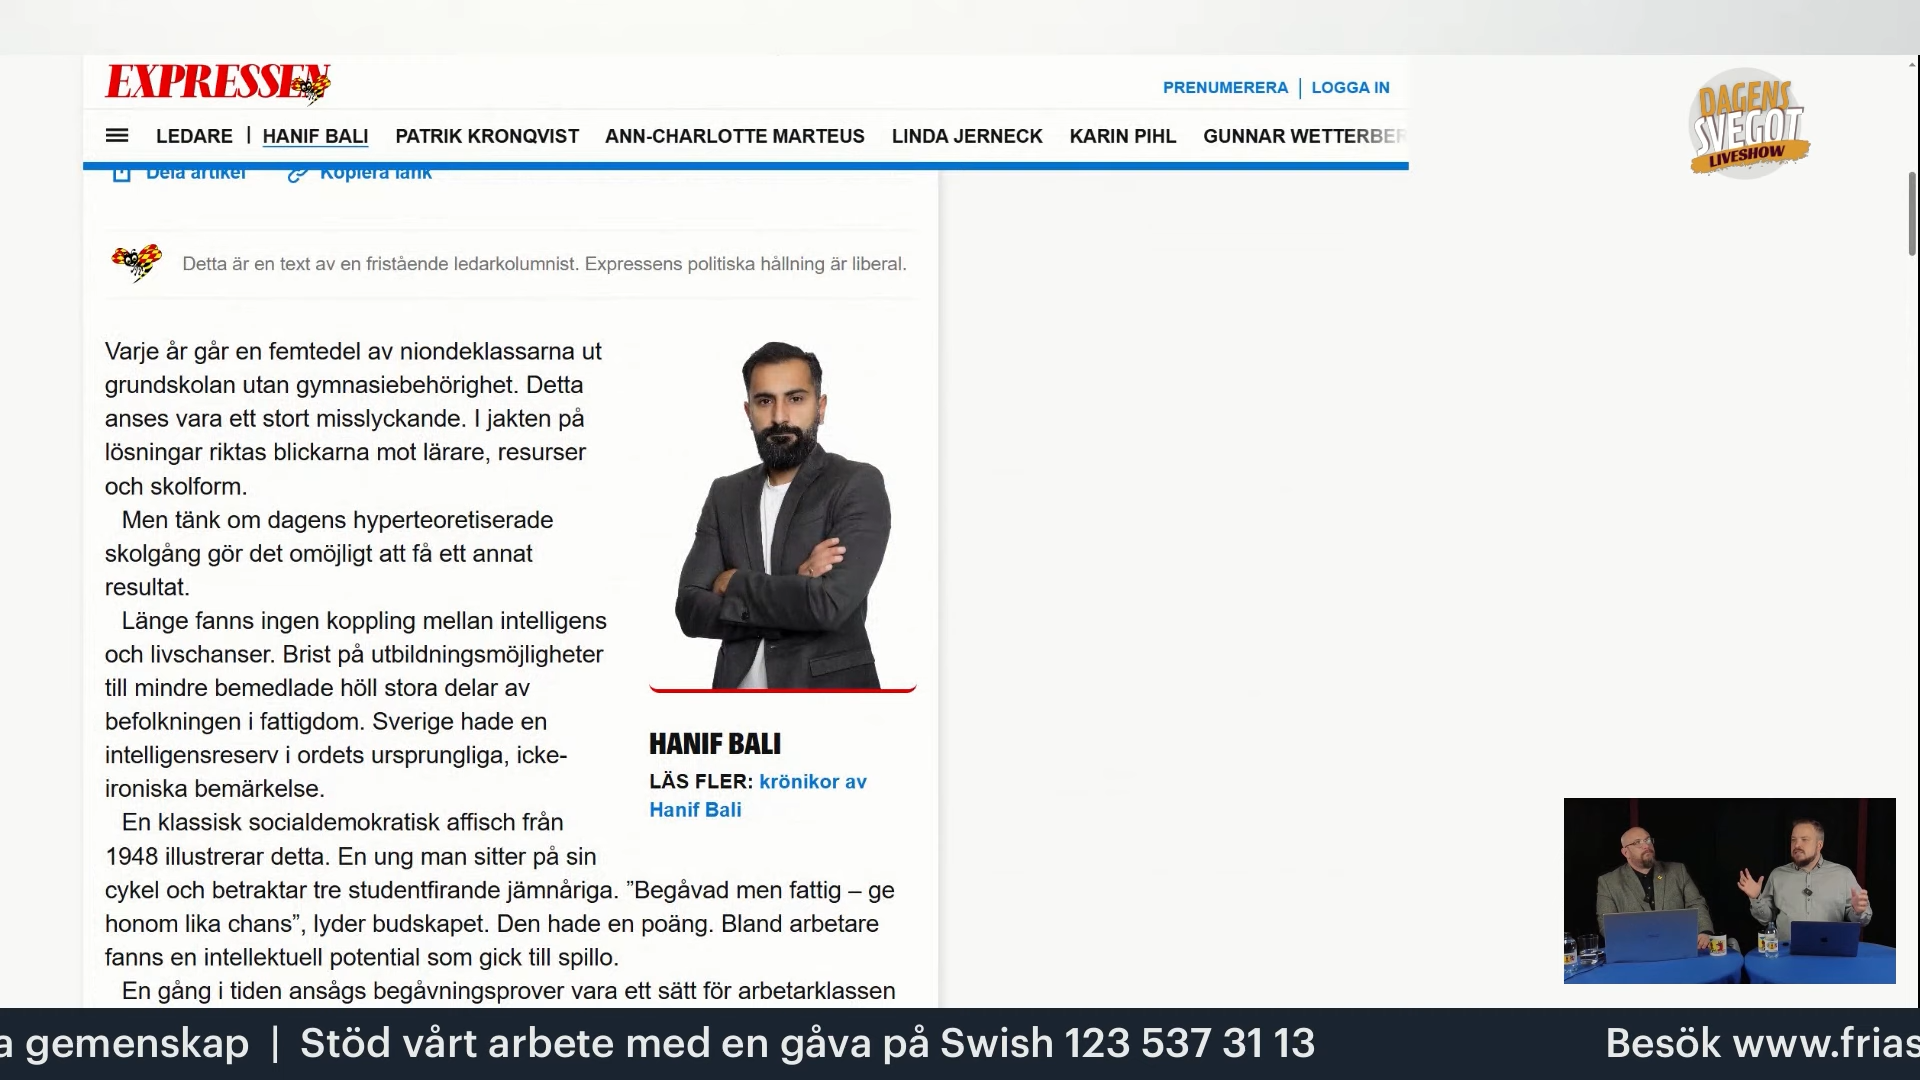 EXPRESSEN
PRENUMERERA | LOGGA IN
LEDARE | HANIF BALI PATRIK KRONQVIST ANN-CHARLOTTE MARTEUS LINDA JERNECK KARIN PIHL GUNNAR WETTERBER
DAGENS
SVEGOT
LIVESHOW
Dela artikel Kopiera länk
Detta är en text av en fristående ledarkolumnist. Expressens politiska hållning är liberal.
Varje år går en femtedel av niondeklassarna ut
grundskolan utan gymnasiebehörighet. Detta
anses vara ett stort misslyckande. I jakten på
lösningar riktas blickarna mot lärare, resurser
och skolform.
Men tänk om dagens hyperteoretiserade
skolgång gör det omöjligt att få ett annat
resultat.
Länge fanns ingen koppling mellan intelligens
och livschanser. Brist på utbildningsmöjligheter
till mindre bemedlade höll stora delar av
befolkningen i fattigdom. Sverige hade en
intelligensreserv i ordets ursprungliga, icke-
ironiska bemärkelse.
En klassisk socialdemokratisk affisch från
1948 illustrerar detta. En ung man sitter på sin
cykel och betraktar tre studentfirande jämnåriga. ”Begåvad men fattig – ge
honom lika chans”, lyder budskapet. Den hade en poäng. Bland arbetare
fanns en intellektuell potential som gick till spillo.
En gång i tiden ansågs begåvningsprover vara ett sätt för arbetarklassen
HANIF BALI
LÄS FLER: krönikor av
Hanif Bali
a gemenskap | Stöd vårt arbete med en gåva på Swish 123 537 31 13 Besök www.frias